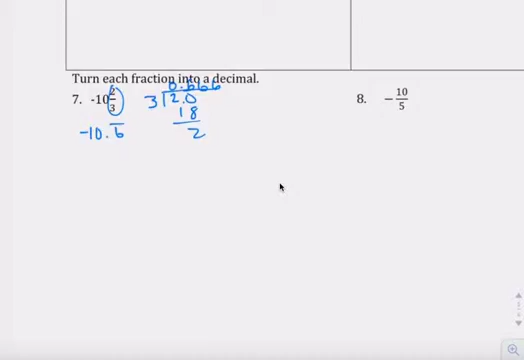 Turn each fraction into a decimal.
7. -10 2/3
0.666
3 2.0
18
2
-10.6̅
8. - 10/5